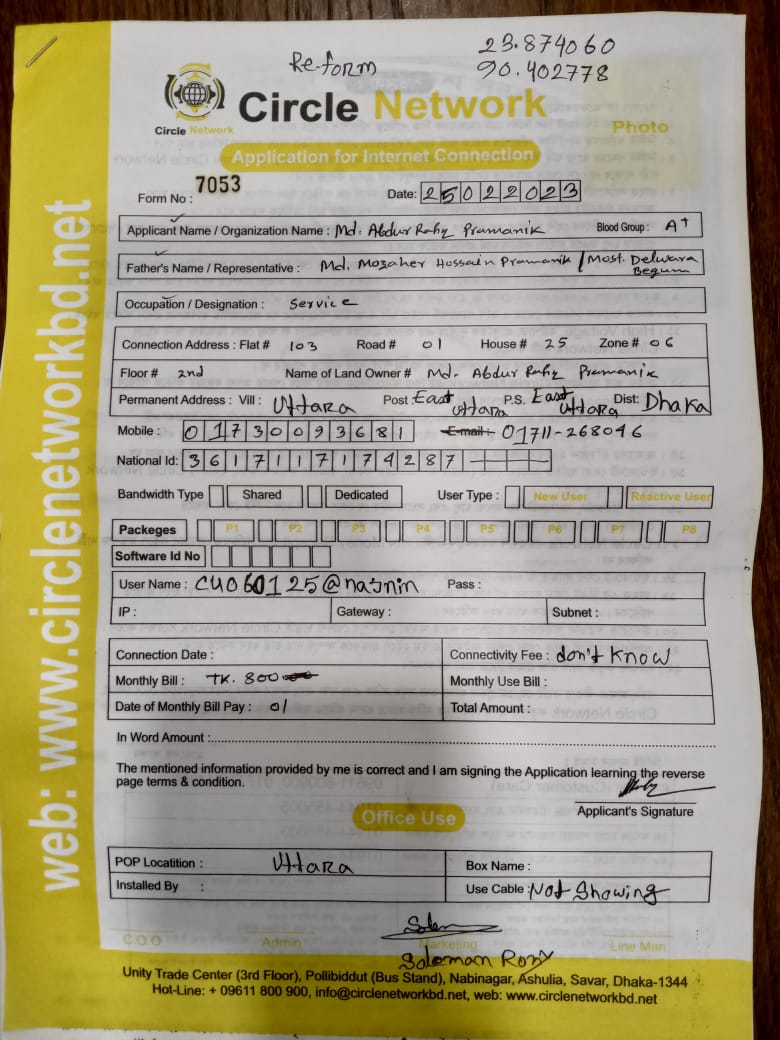 Re-form
23.874060
90.402778
Circle Network
Circle Network
Photo
Application for Internet Connection
Form No : 7053
Date: 25022023
Applicant Name / Organization Name : Md. Abdur Rafiq Pramanik Blood Group : A+
Father's Name / Representative : Md. Mozaher Hossain Pramanik / Most. Delwara Begum
Occupation / Designation : Service
Connection Address : Flat # 103 Road # 01 House # 25 Zone # 06
Floor # 2nd Name of Land Owner # Md. Abdur Rafiq Pramanik
Permanent Address : Vill : Uttara Post : East Uttara P.S. East Uttara Dist: Dhaka
Mobile : 01730093681 E-mail : 01711-268046
National Id: 3617117174287
Bandwidth Type Shared Dedicated User Type : New User Reactive User
Packeges P1 P2 P3 P4 P5 P6 P7 P8
Software Id No
User Name : CU060125@najnin Pass :
IP : Gateway : Subnet :
Connection Date : Connectivity Fee : don't know
Monthly Bill : TK. 800 Monthly Use Bill :
Date of Monthly Bill Pay : 01 Total Amount :
In Word Amount :
The mentioned information provided by me is correct and I am signing the Application learning the reverse
page terms & condition.
Applicant's Signature
Office Use
POP Locatition : Uttara Box Name :
Installed By : Use Cable : Not Showing
C.O.O Admin Marketing Line Man
Soloman Rony
Unity Trade Center (3rd Floor), Pollibiddut (Bus Stand), Nabinagar, Ashulia, Savar, Dhaka-1344
Hot-Line: + 09611 800 900, info@circlenetworkbd.net, web: www.circlenetworkbd.net
web: www.circlenetworkbd.net